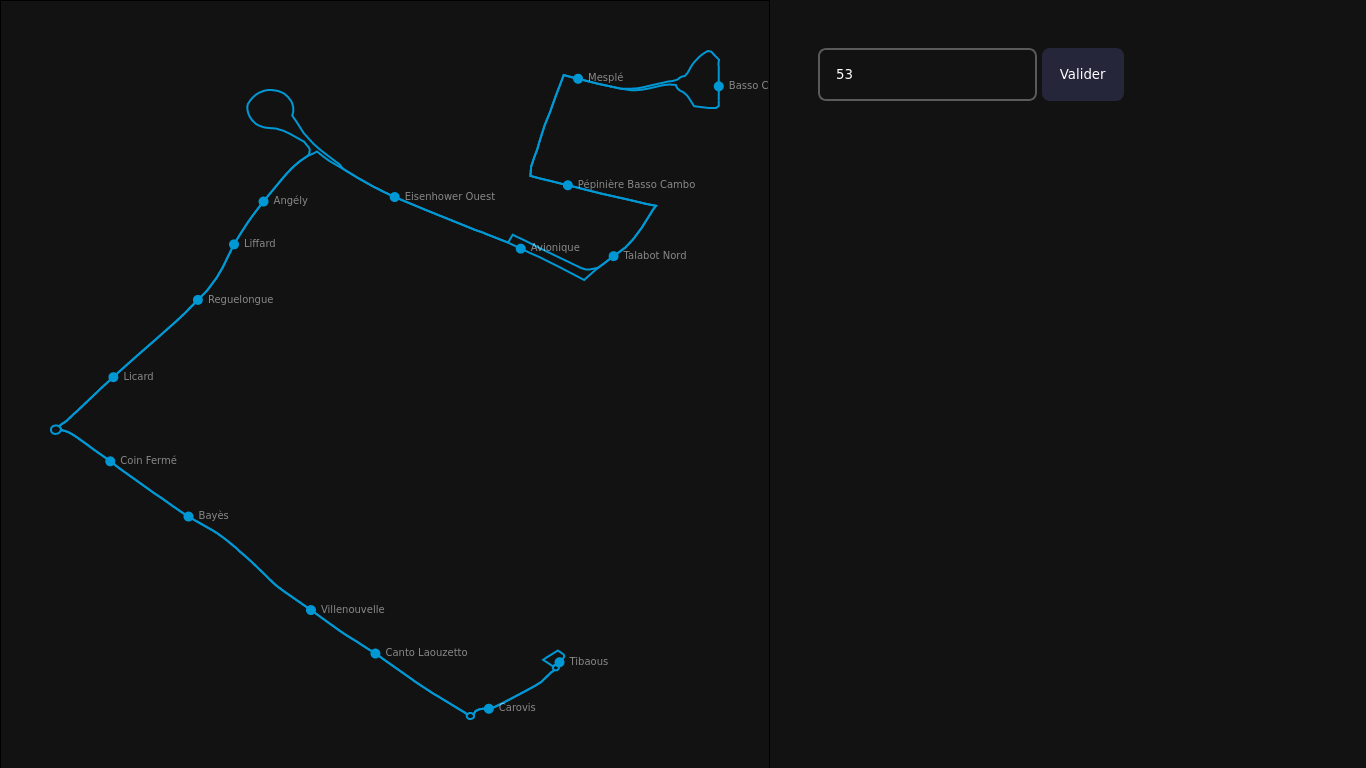 Mesplé
Basso C
53
Valider
Pépinière Basso Cambo
Eisenhower Ouest
Angély
Liffard
Avionique
Talabot Nord
Reguelongue
Licard
Coin Fermé
Bayès
Villenouvelle
Canto Laouzetto
Tibaous
Carovis